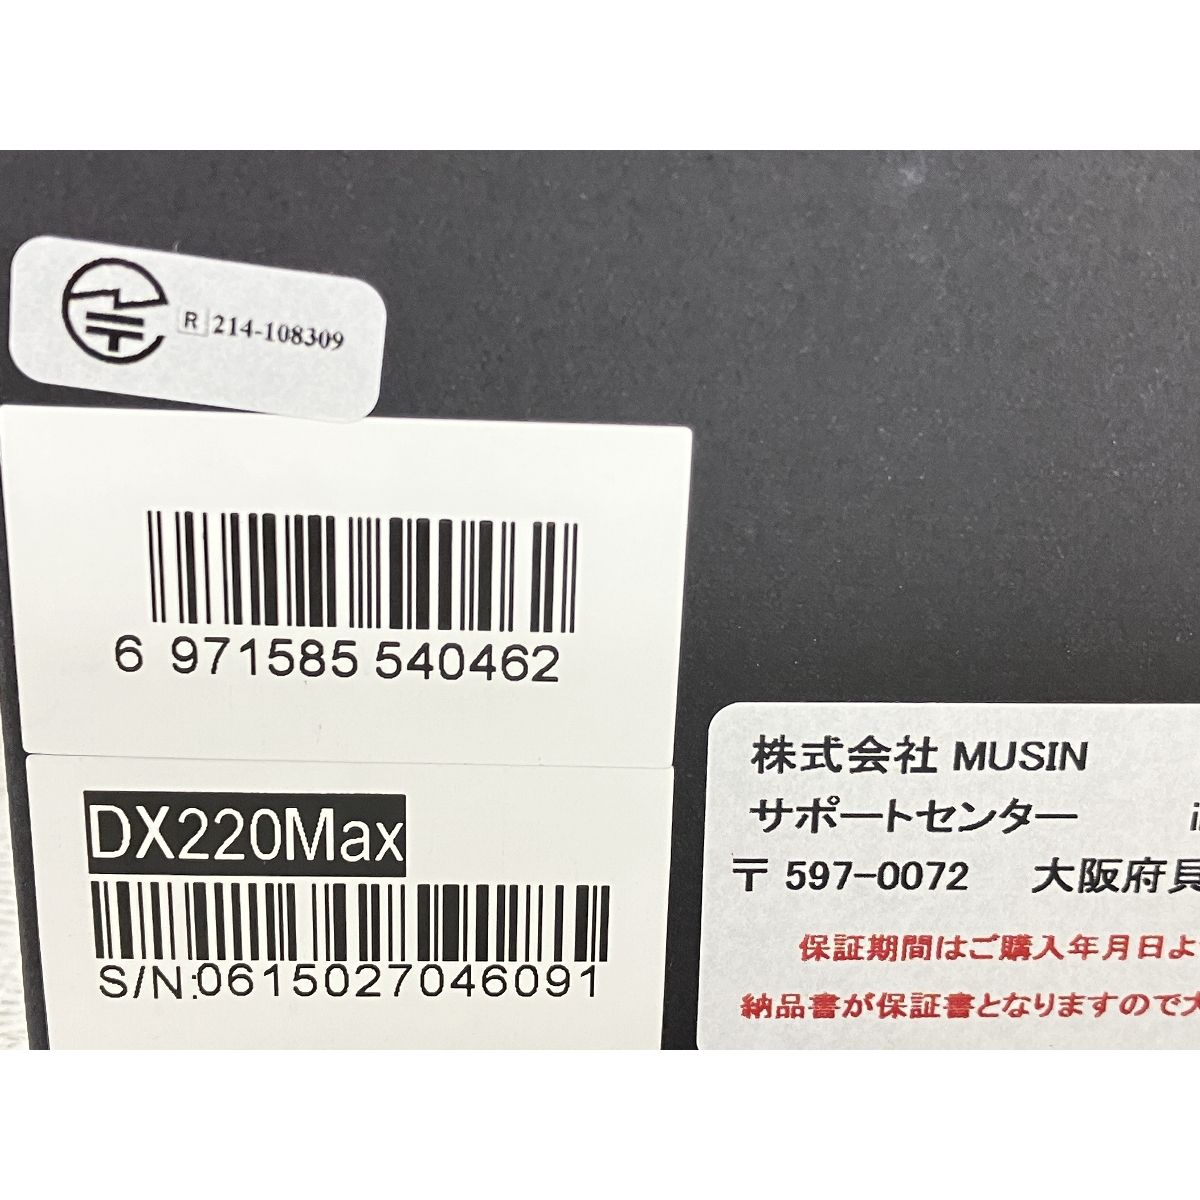 R 214-108309
6 971585 540462
DX220Max
S/N:0615027046091
株式会社 MUSIN
サポートセンター
〒 597-0072 大阪府貝
保証期間はご購入年月日よ
納品書が保証書となりますので大